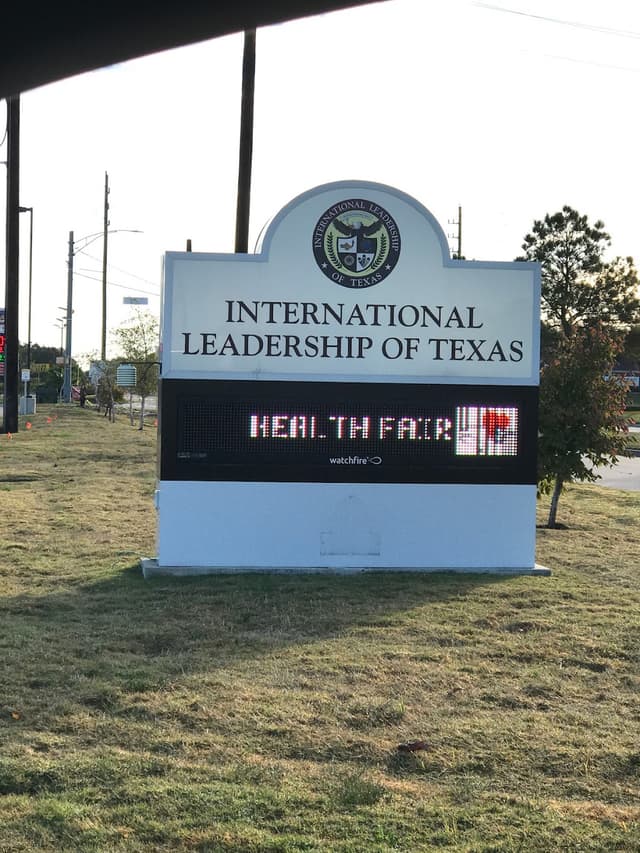 INTERNATIONAL LEADERSHIP
OF TEXAS
INTERNATIONAL
LEADERSHIP OF TEXAS
HEALTH FAIR
watchfire